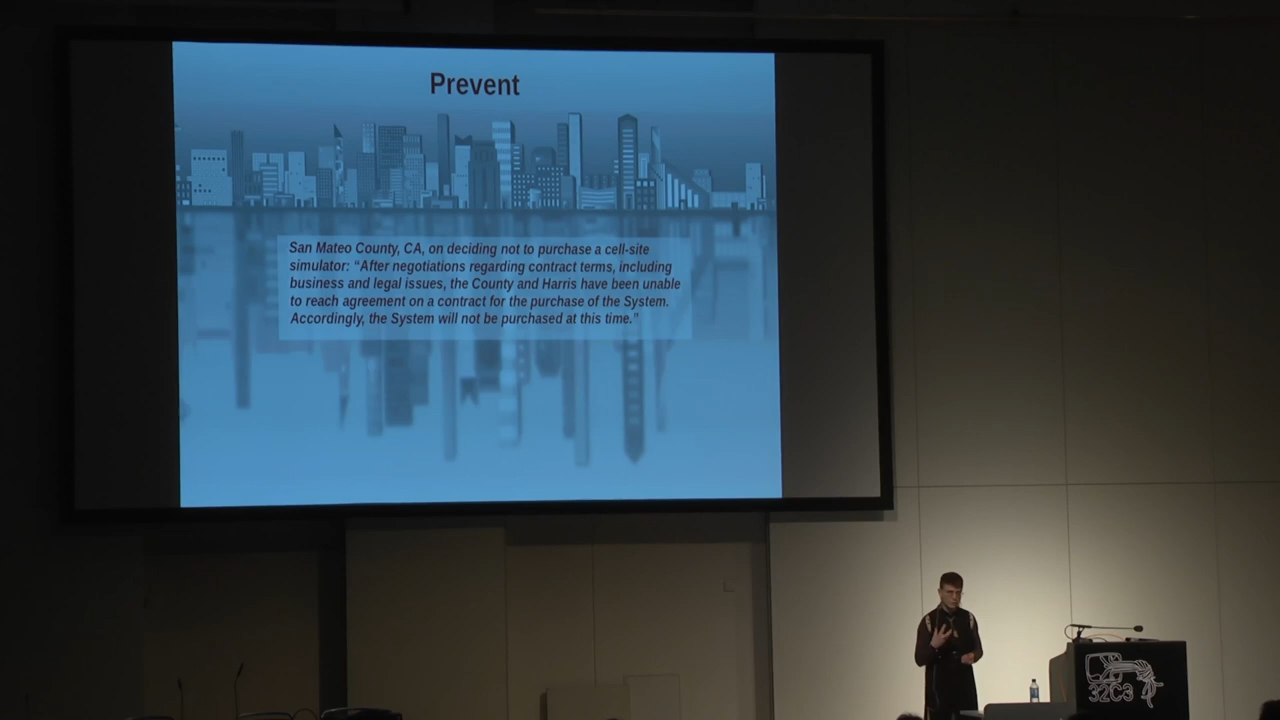 Prevent
San Mateo County, CA, on deciding not to purchase a cell-site
simulator: “After negotiations regarding contract terms, including
business and legal issues, the County and Harris have been unable
to reach agreement on a contract for the purchase of the System.
Accordingly, the System will not be purchased at this time.”
32C3